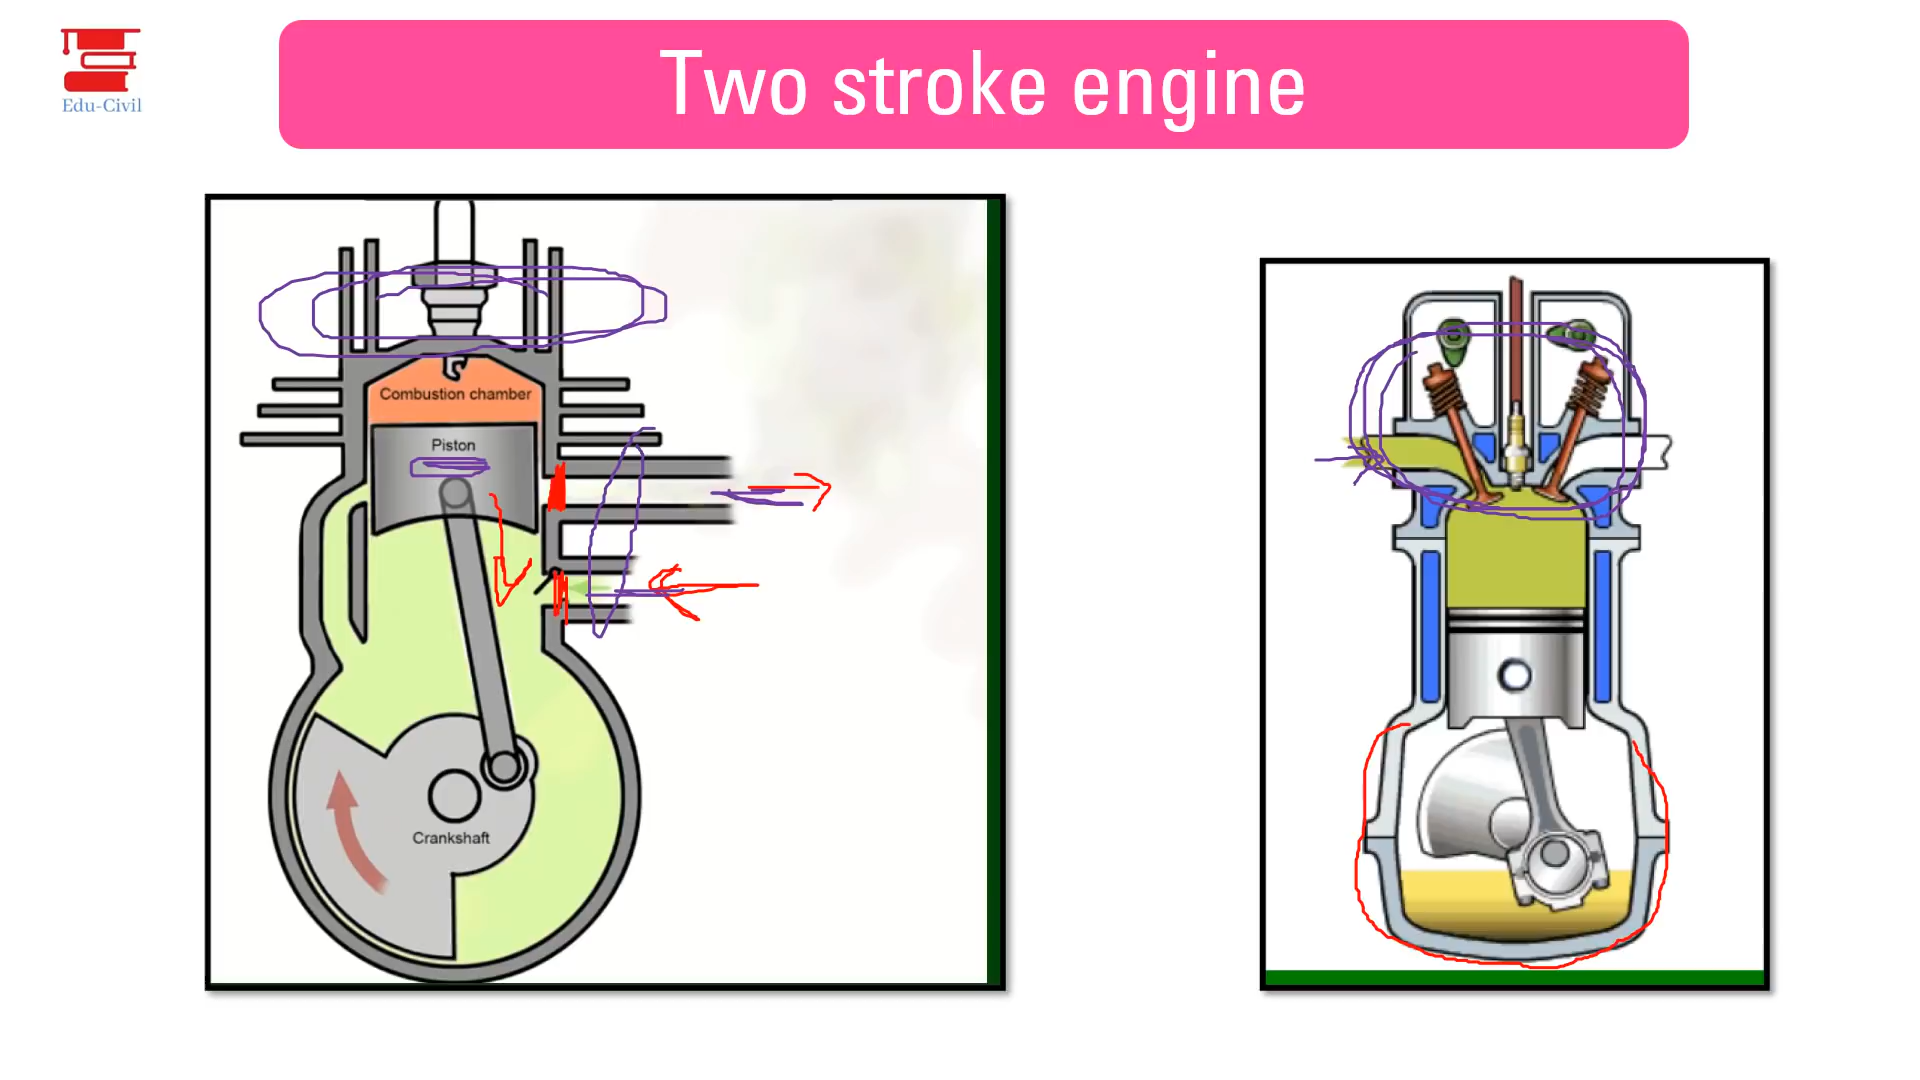 Edu-Civil
Two stroke engine
Combustion chamber
Piston
Crankshaft